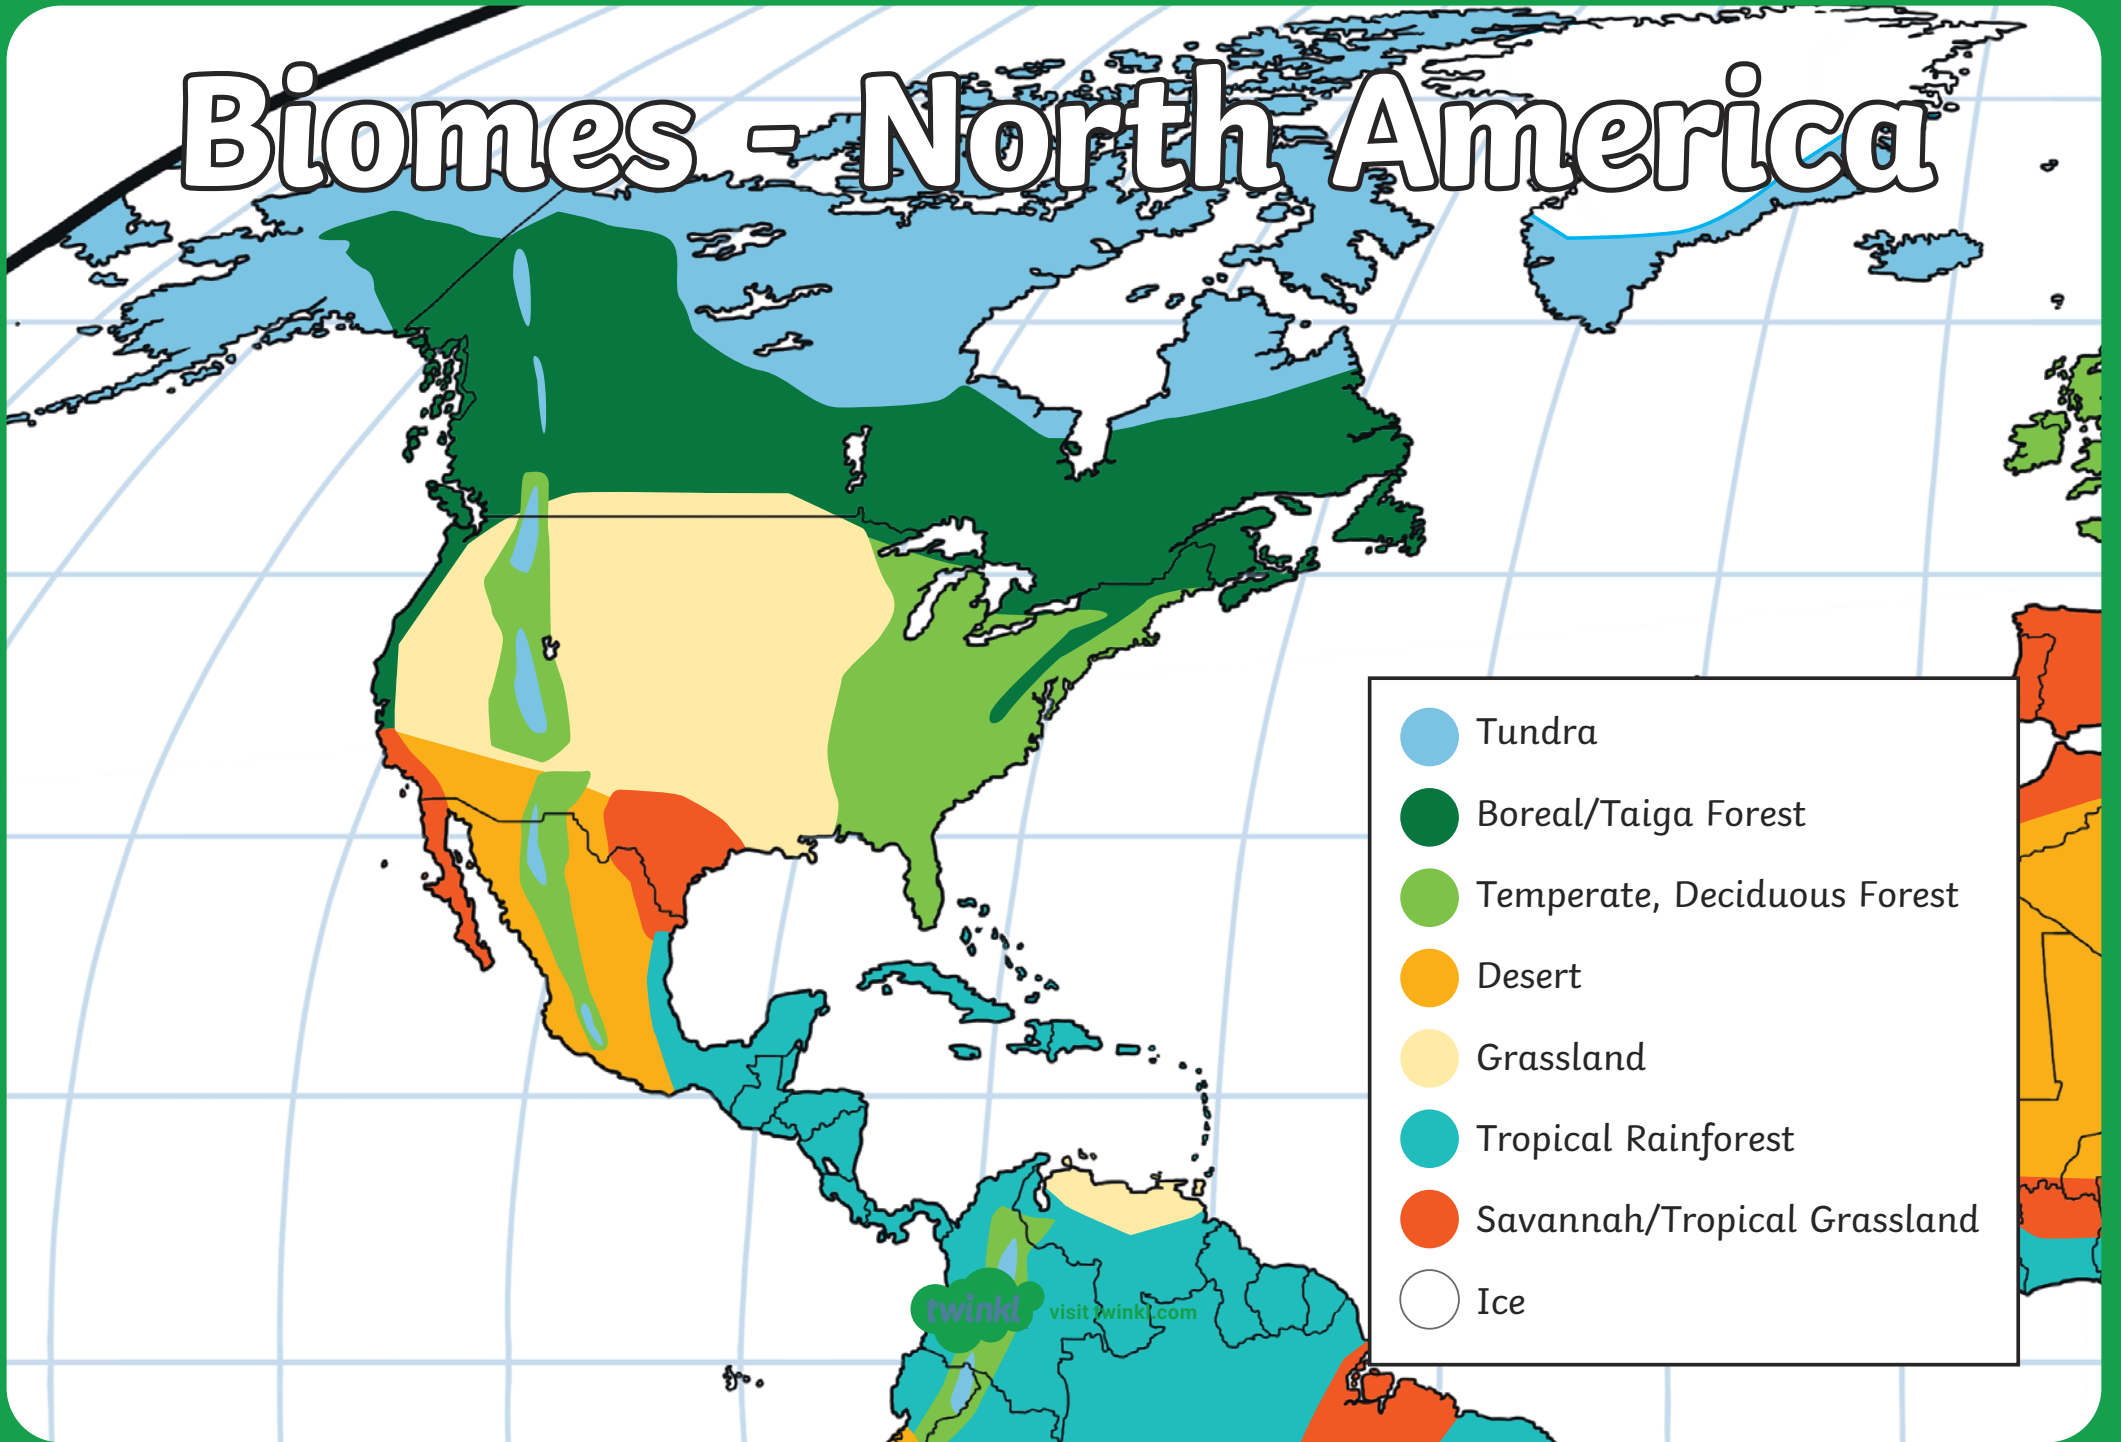 Biomes - North America
Tundra
Boreal/Taiga Forest
Temperate, Deciduous Forest
Desert
Grassland
Tropical Rainforest
Savannah/Tropical Grassland
Ice
twinkl
visit twinkl.com